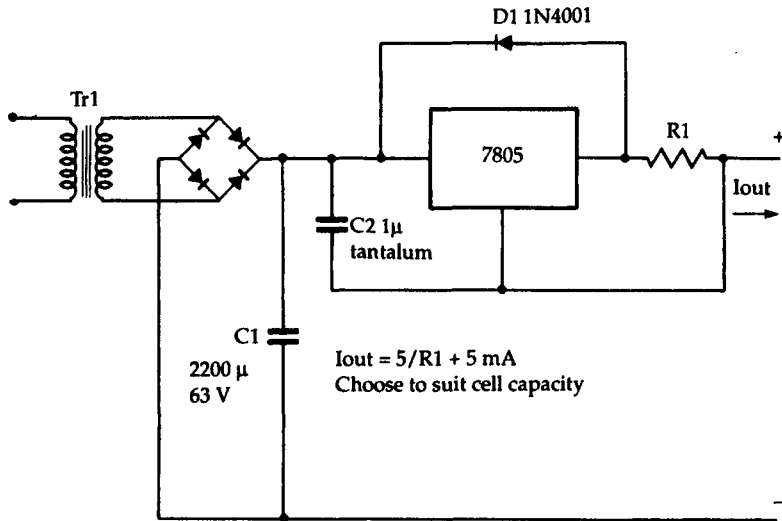 D1 1N4001
Tr1
7805
R1
+
Iout
C2 1μ
tantalum
C1
2200 μ
63 V
Iout = 5/R1 + 5 mA
Choose to suit cell capacity
−